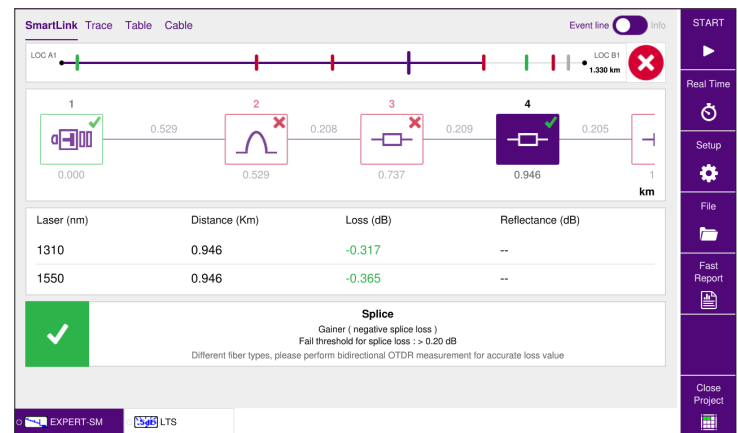 SmartLink Trace Table Cable Event line Info
LOC A1 LOC B1
1.330 km
1 2 3 4
0.529 0.208 0.209 0.205
0.000 0.529 0.737 0.946 1
km
Laser (nm) Distance (Km) Loss (dB) Reflectance (dB)
1310 0.946 -0.317 --
1550 0.946 -0.365 --
Splice
Gainer ( negative splice loss )
Fail threshold for splice loss : > 0.20 dB
Different fiber types, please perform bidirectional OTDR measurement for accurate loss value
EXPERT-SM .5dB LTS
START
Real Time
Setup
File
Fast
Report
Close
Project